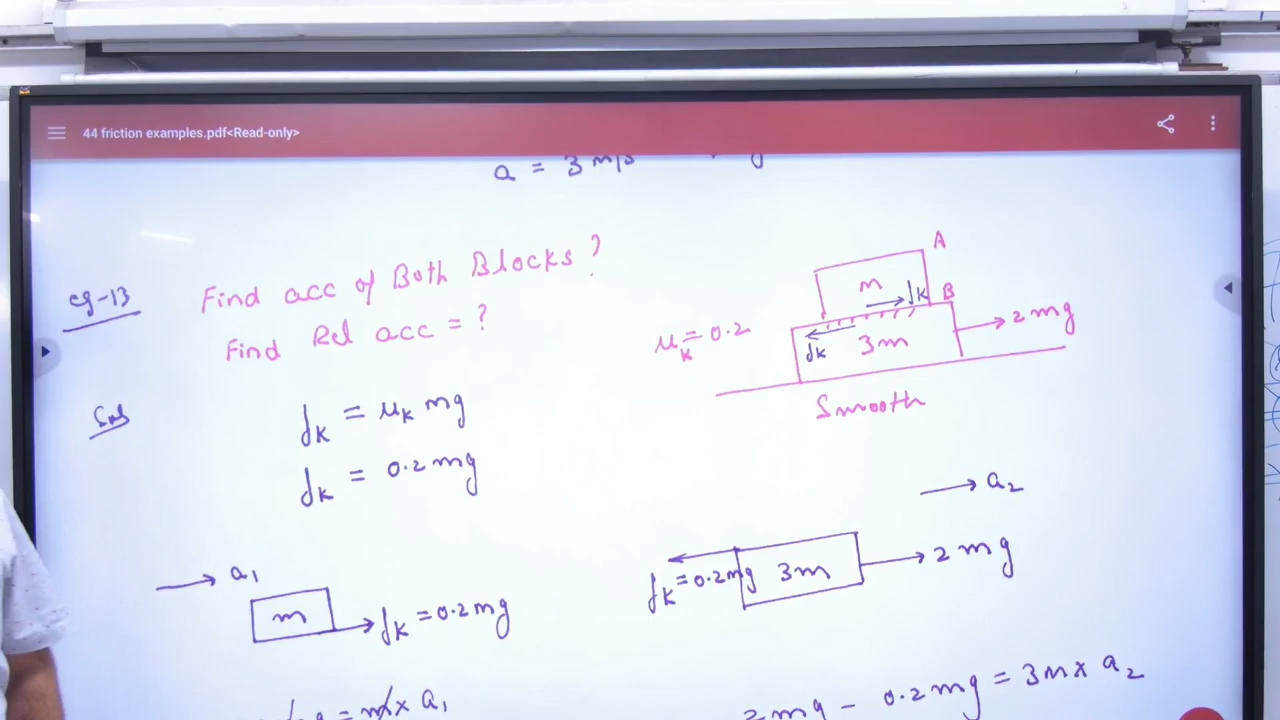 44 friction examples.pdf<Read-only>
a = 3 m/s
eg-13
Find acc of Both Blocks?
Find Rel acc = ?
A
m
fk
B
μk = 0.2
fk
3m
2mg
Smooth
Sol
fk = μk mg
fk = 0.2 mg
a2
a1
m
fk = 0.2mg
fk = 0.2mg
3m
2mg
= m x a1
2mg - 0.2mg = 3m x a2